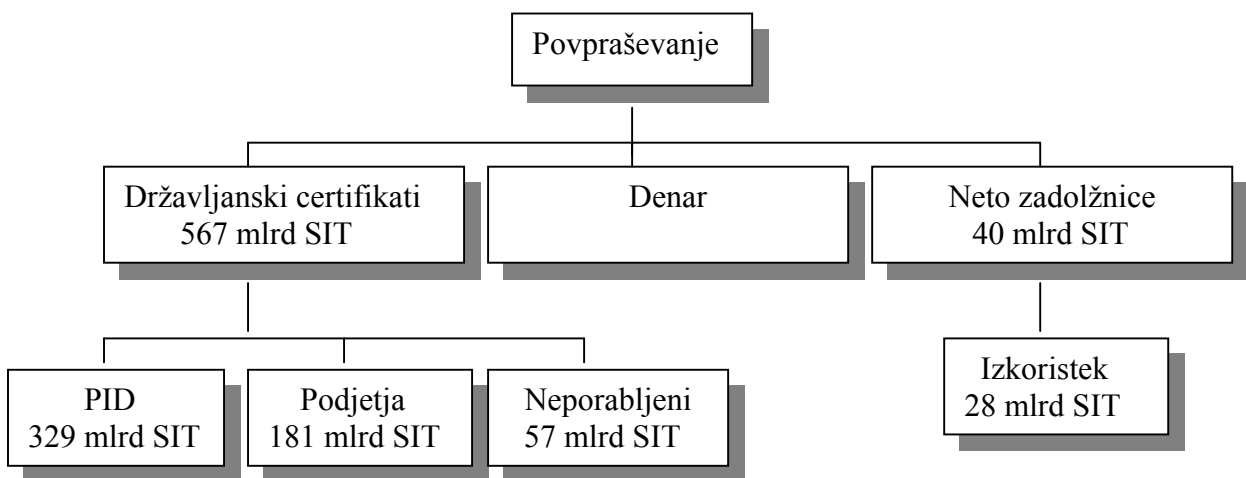 Povpraševanje
Državljanski certifikati
567 mlrd SIT
Denar
Neto zadolžnice
40 mlrd SIT
PID
329 mlrd SIT
Podjetja
181 mlrd SIT
Neporabljeni
57 mlrd SIT
Izkoristek
28 mlrd SIT